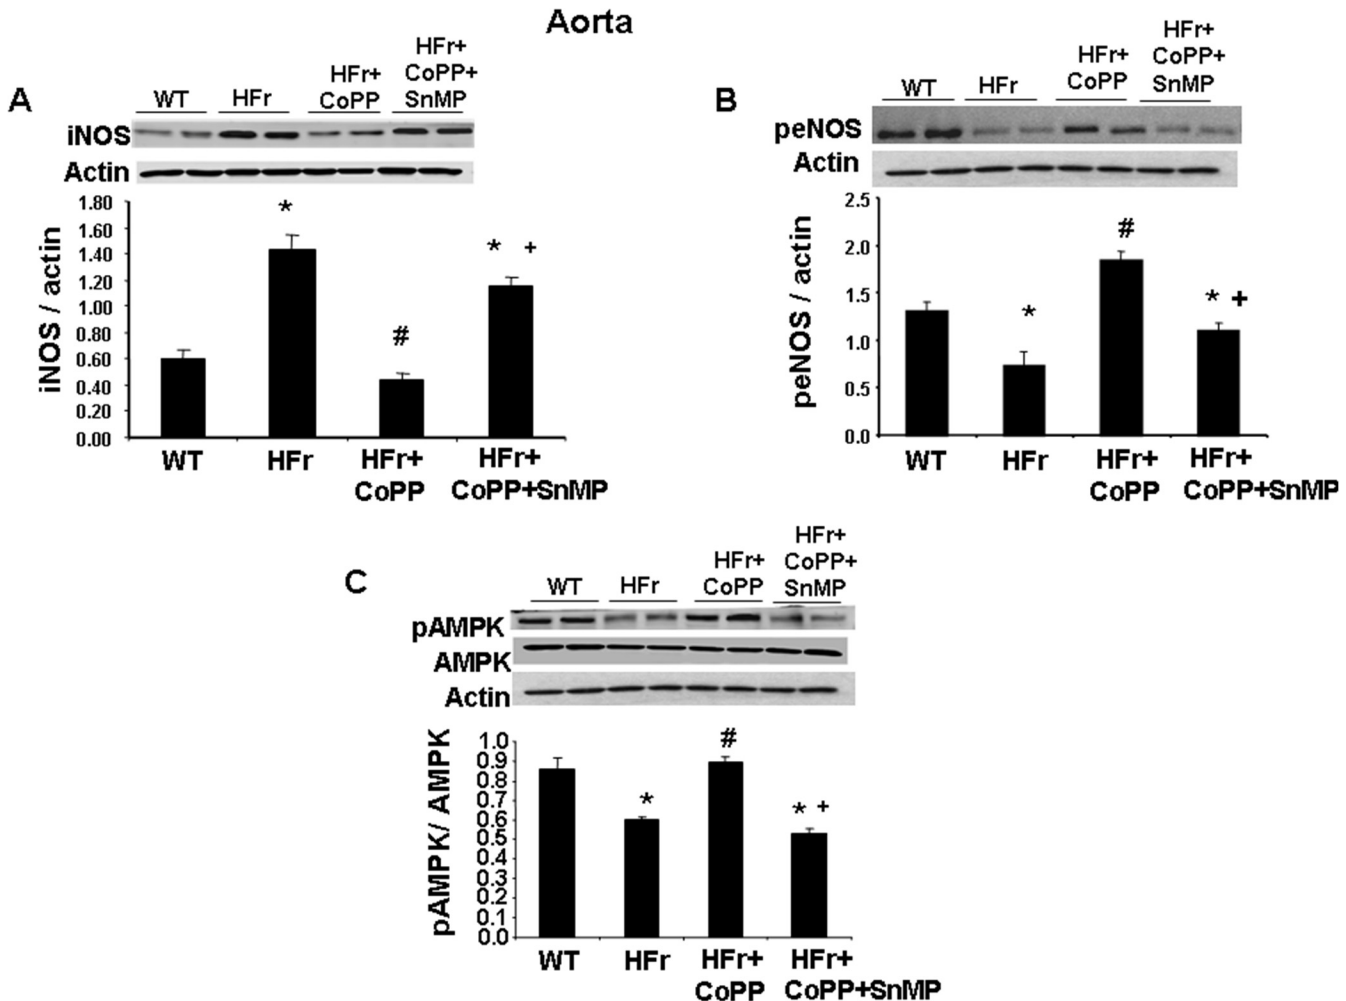 Aorta
A
WT
HFr
HFr+
CoPP
HFr+
CoPP+
SnMP
iNOS
Actin
iNOS / actin
1.80
1.60
1.40
1.20
1.00
0.80
0.60
0.40
0.20
0.00
*
#
* +
WT
HFr
HFr+
CoPP
HFr+
CoPP+SnMP
B
WT
HFr
HFr+
CoPP
HFr+
CoPP+
SnMP
peNOS
Actin
peNOS / actin
2.5
2.0
1.5
1.0
0.5
0.0
*
#
* +
WT
HFr
HFr+
CoPP
HFr+
CoPP+SnMP
C
WT
HFr
HFr+
CoPP
HFr+
CoPP+
SnMP
pAMPK
AMPK
Actin
pAMPK/ AMPK
1.0
0.9
0.8
0.7
0.6
0.5
0.4
0.3
0.2
0.1
0.0
*
#
* +
WT
HFr
HFr+
CoPP
HFr+
CoPP+SnMP